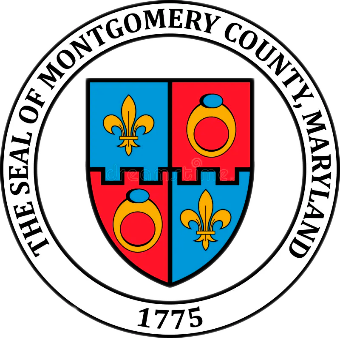 THE SEAL OF MONTGOMERY COUNTY, MARYLAND
1775